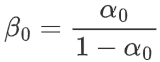 β₀ = α₀ / (1 − α₀)